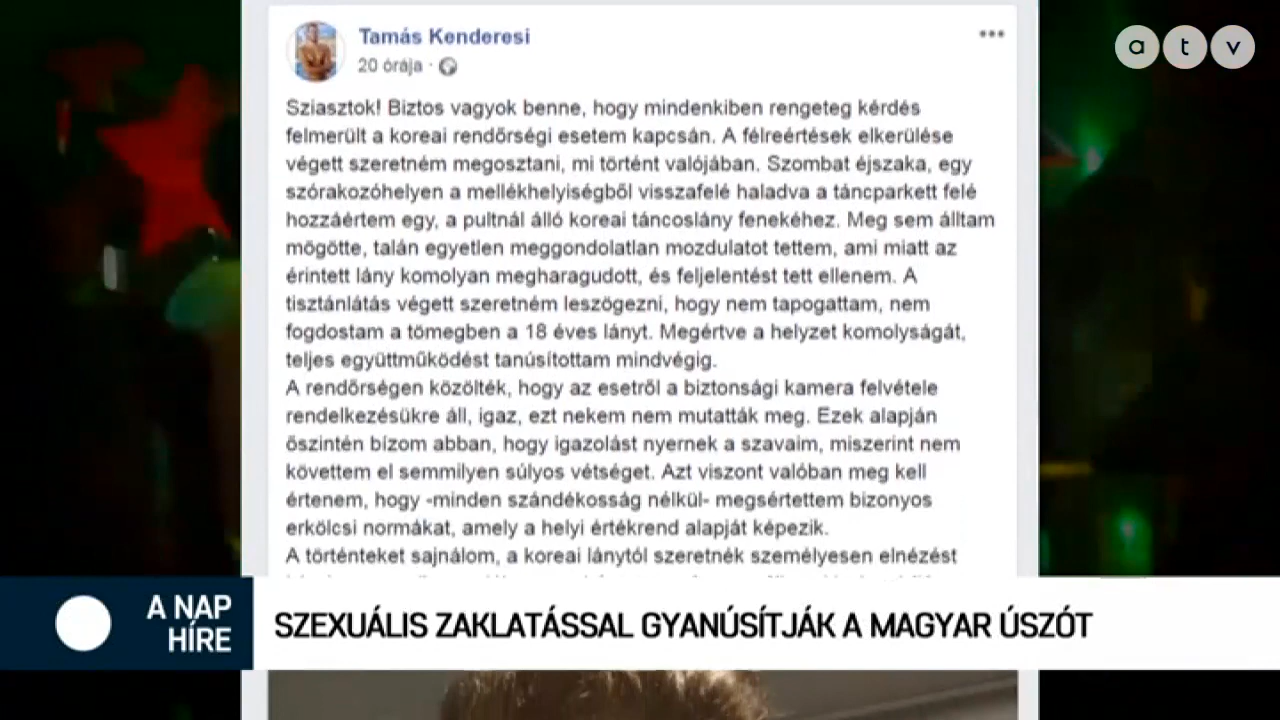 Tamás Kenderesi
20 órája
Sziasztok! Biztos vagyok benne, hogy mindenkiben rengeteg kérdés
felmerült a koreai rendőrségi esetem kapcsán. A félreértések elkerülése
végett szeretném megosztani, mi történt valójában. Szombat éjszaka, egy
szórakozóhelyen a mellékhelyiségből visszafelé haladva a táncparkett felé
hozzáértem egy, a pultnál álló koreai táncoslány fenekéhez. Meg sem álltam
mögötte, talán egyetlen meggondolatlan mozdulatot tettem, ami miatt az
érintett lány komolyan megharagudott, és feljelentést tett ellenem. A
tisztánlátás végett szeretném leszögezni, hogy nem tapogattam, nem
fogdostam a tömegben a 18 éves lányt. Megértve a helyzet komolyságát,
teljes együttműködést tanúsítottam mindvégig.
A rendőrségen közölték, hogy az esetről a biztonsági kamera felvétele
rendelkezésükre áll, igaz, ezt nekem nem mutatták meg. Ezek alapján
őszintén bízom abban, hogy igazolást nyernek a szavaim, miszerint nem
követtem el semmilyen súlyos vétséget. Azt viszont valóban meg kell
értenem, hogy -minden szándékosság nélkül- megsértettem bizonyos
erkölcsi normákat, amely a helyi értékrend alapját képezik.
A történteket sajnálom, a koreai lánytól szeretnék személyesen elnézést
atv
A NAP
HÍRE
SZEXUÁLIS ZAKLATÁSSAL GYANÚSÍTJÁK A MAGYAR ÚSZÓT